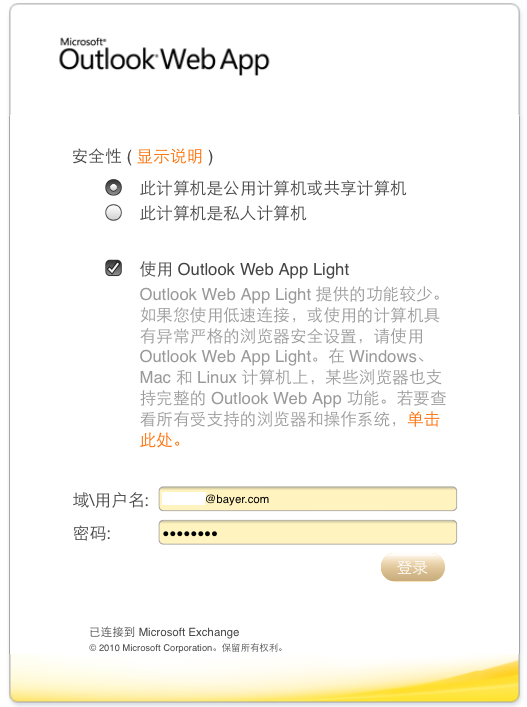 Microsoft®
Outlook Web App
安全性 ( 显示说明 )
此计算机是公用计算机或共享计算机
此计算机是私人计算机
使用 Outlook Web App Light
Outlook Web App Light 提供的功能较少。
如果您使用低速连接，或使用的计算机具
有异常严格的浏览器安全设置，请使用
Outlook Web App Light。在 Windows、
Mac 和 Linux 计算机上，某些浏览器也支
持完整的 Outlook Web App 功能。若要查
看所有受支持的浏览器和操作系统，单击
此处。
域\用户名: @bayer.com
密码: ●●●●●●●●
登录
已连接到 Microsoft Exchange
© 2010 Microsoft Corporation。保留所有权利。